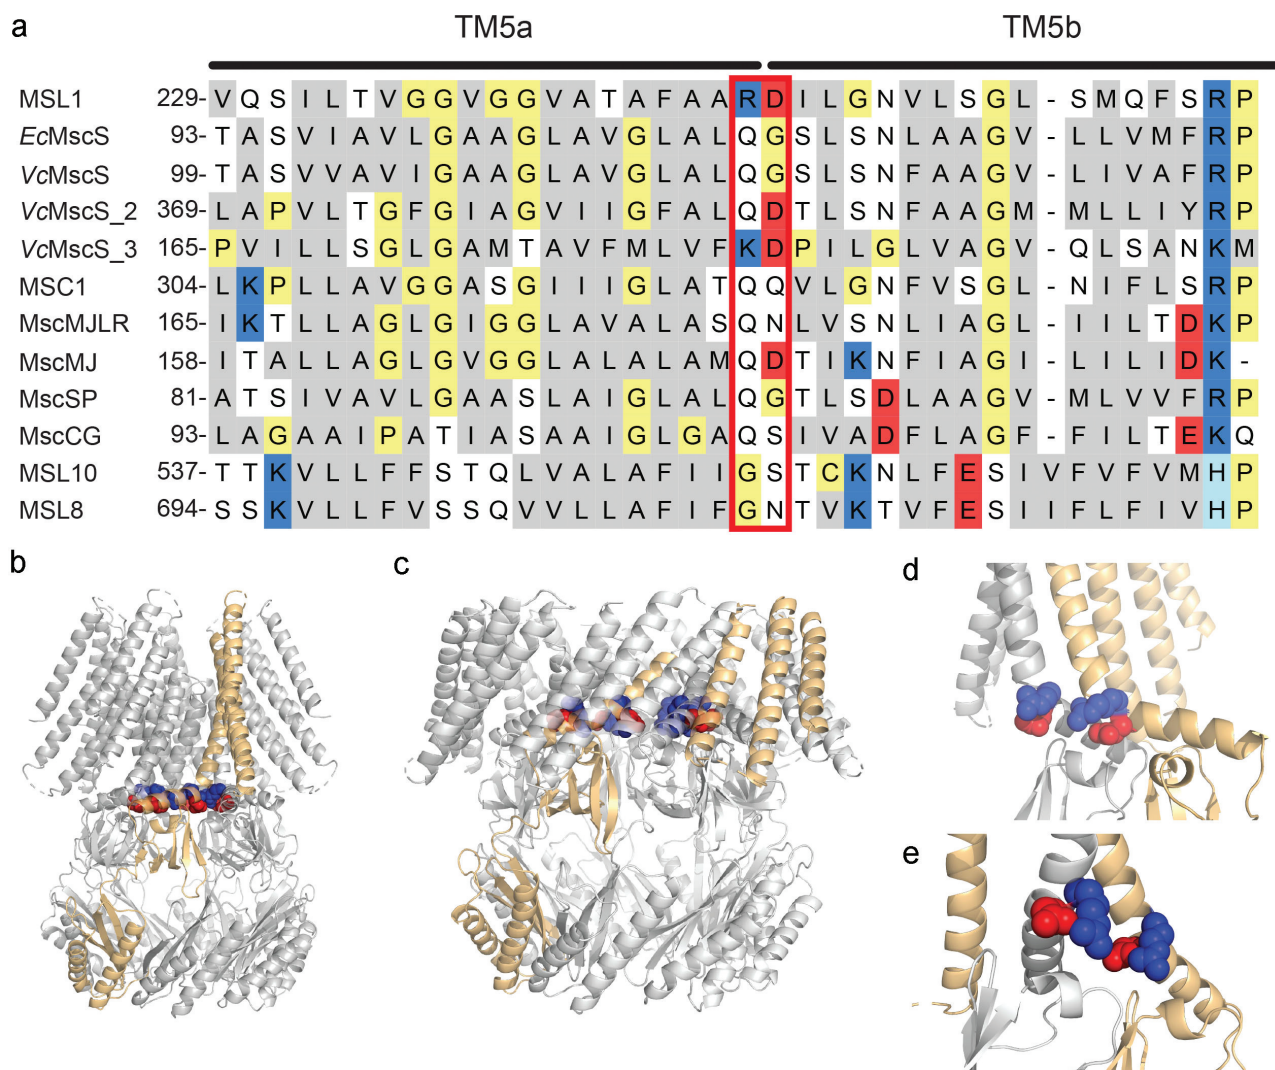 a
TM5a TM5b
MSL1 229- V Q S I L T V G G V G G V A T A F A A R D I L G N V L S G L - S M Q F S R P
EcMscS 93- T A S V I A V L G A A G L A V G L A L Q G S L S N L A A G V - L L V M F R P
VcMscS 99- T A S V V A V I G A A G L A V G L A L Q G S L S N F A A G V - L I V A F R P
VcMscS_2 369- L A P V L T G F G I A G V I I G F A L Q D T L S N F A A G M - M L L I Y R P
VcMscS_3 165- P V I L L S G L G A M T A V F M L V F K D P I L G L V A G V - Q L S A N K M
MSC1 304- L K P L L A V G G A S G I I I G L A T Q Q V L G N F V S G L - N I F L S R P
MscMJLR 165- I K T L L A G L G I G G L A V A L A S Q N L V S N L I A G L - I I L T D K P
MscMJ 158- I T A L L A G L G V G G L A L A L A M Q D T I K N F I A G I - L I L I D K -
MscSP 81- A T S I V A V L G A A S L A I G L A L Q G T L S D L A A G V - M L V V F R P
MscCG 93- L A G A A I P A T I A S A A I G L G A Q S I V A D F L A G F - F I L T E K Q
MSL10 537- T T K V L L F F S T Q L V A L A F I I G S T C K N L F E S I V F V F V M H P
MSL8 694- S S K V L L F V S S Q V V L L A F I F G N T V K T V F E S I I F L F I V H P
b c d
e